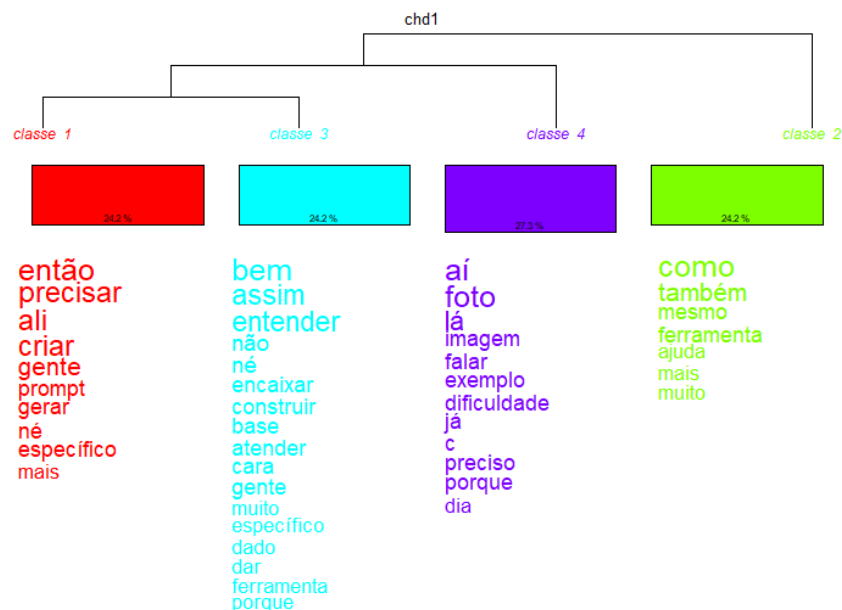 chd1
classe 1
classe 3
classe 4
classe 2
24.2 %
24.2 %
27.3 %
24.2 %
então
precisar
ali
criar
gente
prompt
gerar
né
específico
mais
bem
assim
entender
não
né
encaixar
construir
base
atender
cara
gente
muito
específico
dado
dar
ferramenta
porque
aí
foto
lá
imagem
falar
exemplo
dificuldade
já
c
preciso
porque
dia
como
também
mesmo
ferramenta
ajuda
mais
muito